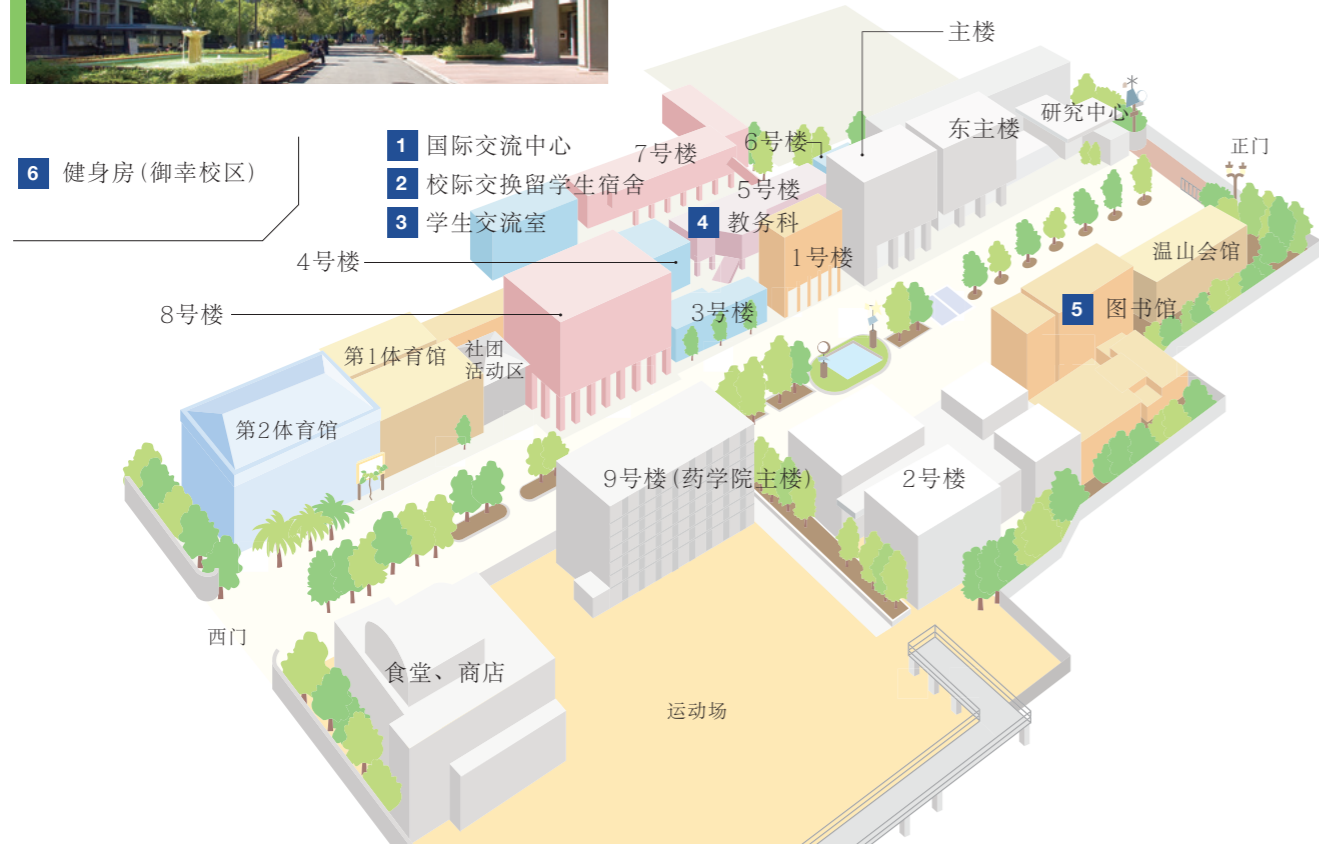 主楼
研究中心
东主楼
正门
6号楼
1 国际交流中心
7号楼
6 健身房(御幸校区)
2 校际交换留学生宿舍
5号楼
3 学生交流室
4 教务科
4号楼
1号楼
温山会馆
8号楼
3号楼
5 图书馆
第1体育馆
社团
活动区
第2体育馆
9号楼(药学院主楼)
2号楼
西门
食堂、商店
运动场